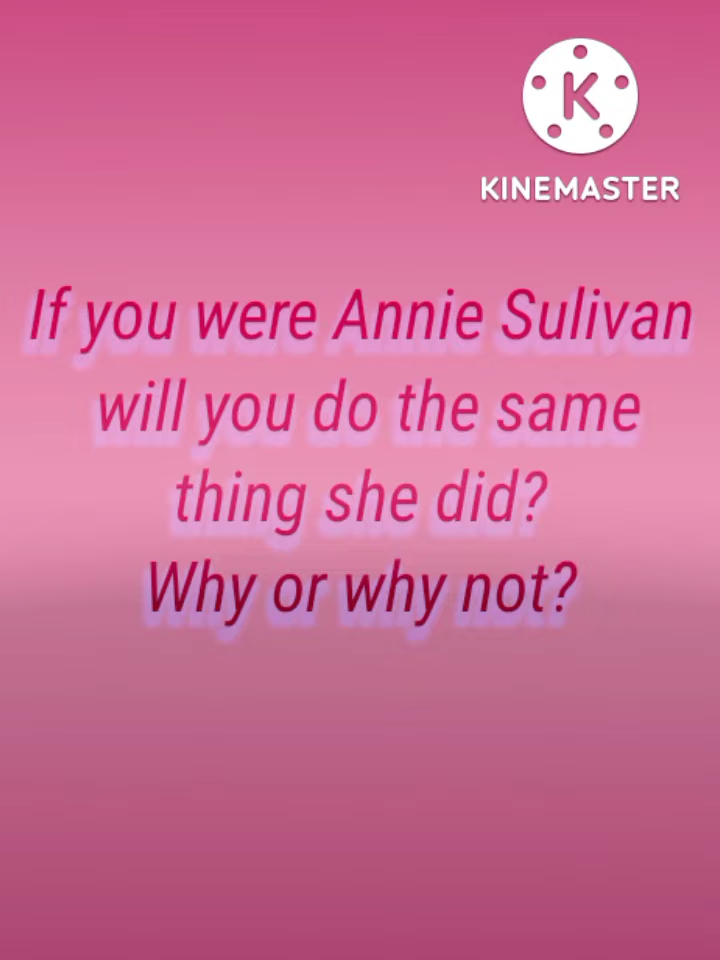 KINEMASTER
If you were Annie Sulivan
will you do the same
thing she did?
Why or why not?